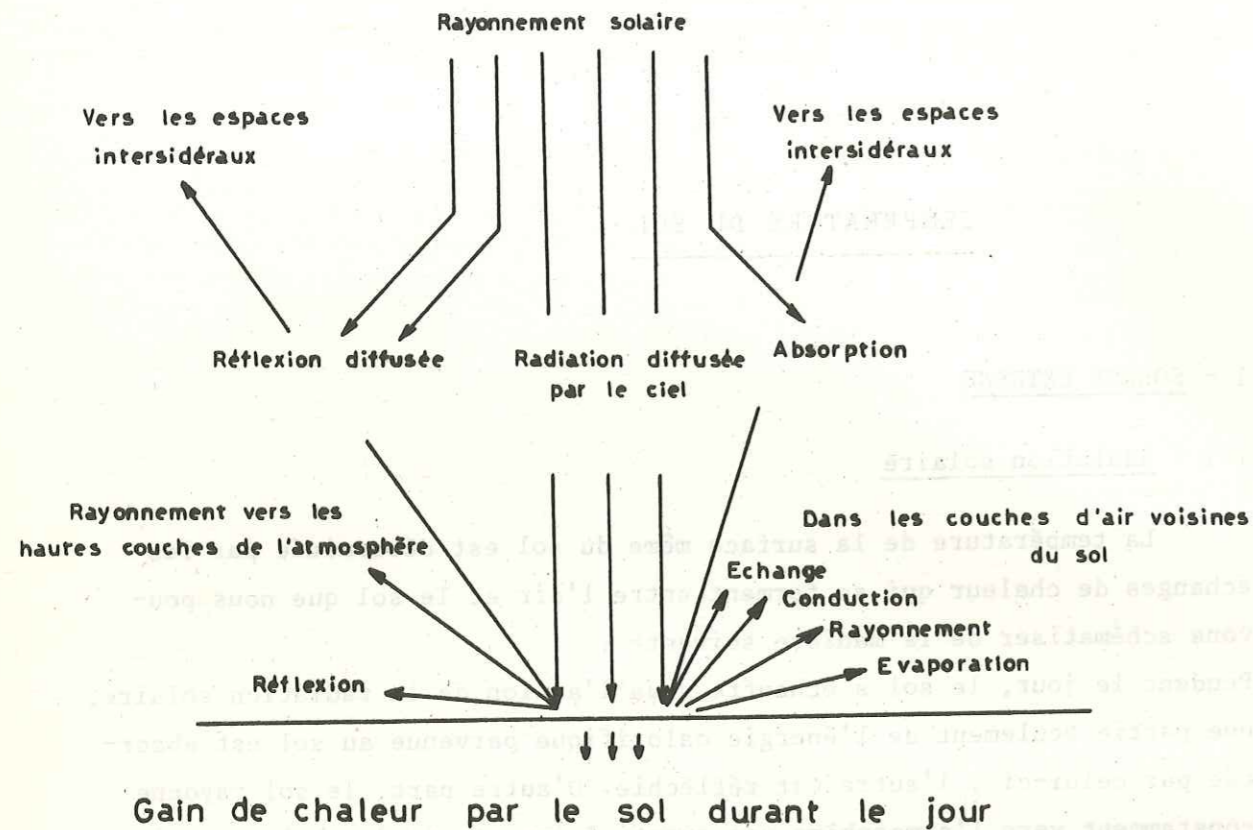 Rayonnement solaire
Vers les espaces
intersidéraux
Vers les espaces
intersidéraux
Réflexion diffusée
Radiation diffusée
par le ciel
Absorption
Rayonnement vers les
hautes couches de l'atmosphère
Dans les couches d'air voisines
du sol
Echange
Conduction
Rayonnement
Evaporation
Réflexion
Gain de chaleur par le sol durant le jour